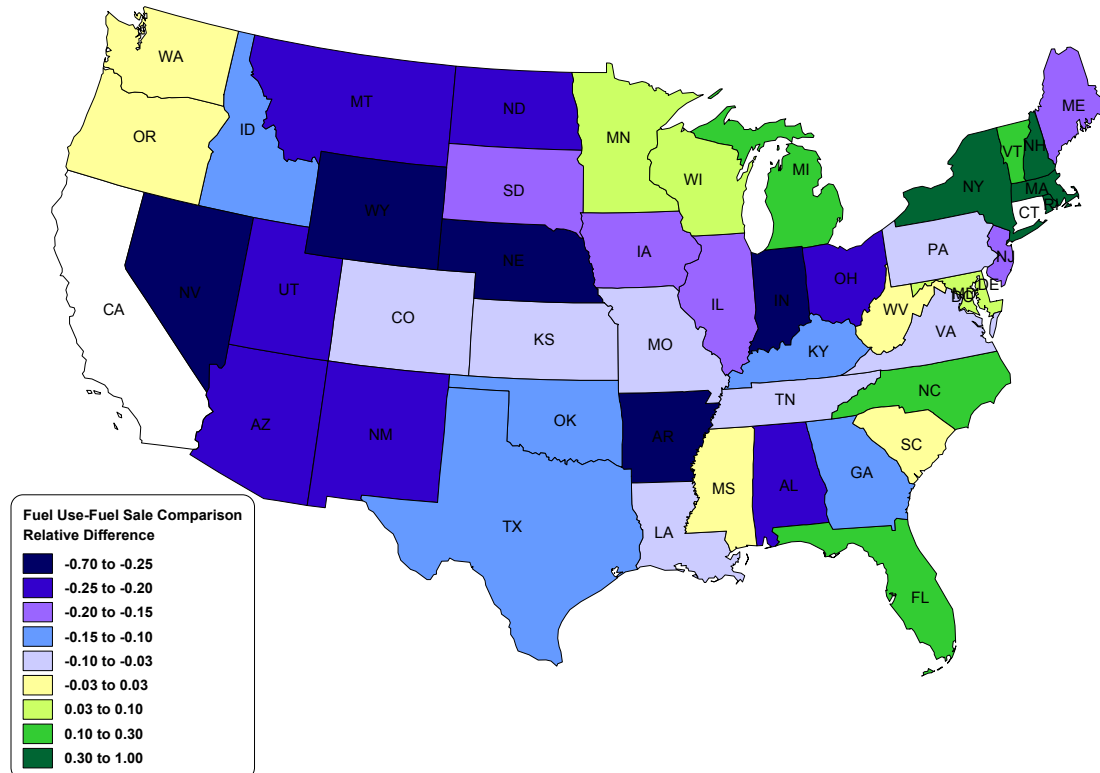 WA
MT
ND
MN
ME
OR
ID
VT
NH
WI
MI
SD
NY
MA
RI
WY
CT
PA
IA
NE
NJ
OH
NV
UT
IL
IN
DE
MD
DC
CA
CO
WV
VA
KS
MO
KY
NC
TN
AZ
NM
OK
AR
SC
GA
MS
AL
TX
LA
FL
Fuel Use-Fuel Sale Comparison
Relative Difference
-0.70 to -0.25
-0.25 to -0.20
-0.20 to -0.15
-0.15 to -0.10
-0.10 to -0.03
-0.03 to 0.03
0.03 to 0.10
0.10 to 0.30
0.30 to 1.00